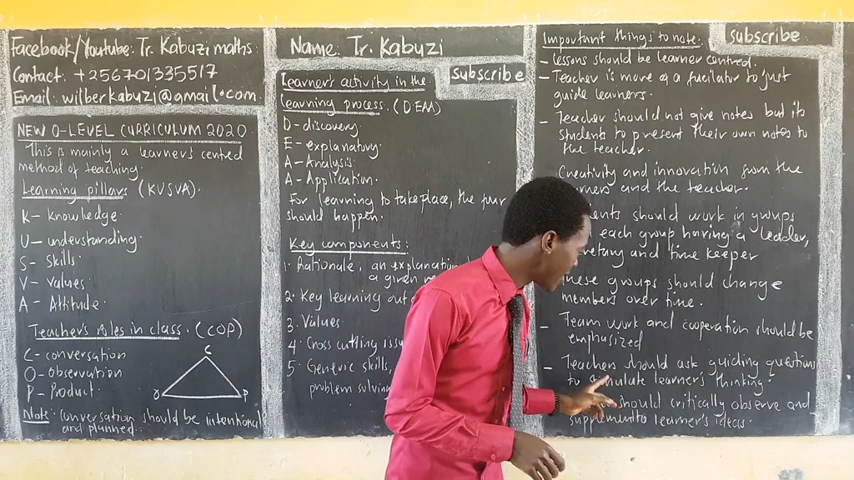 Facebook/Youtube: Tr. Kabuzi maths.
Contact: +256701335517
Email: wilberkabuzi@gmail.com
NEW O-LEVEL CURRICULUM 2020
This is mainly a learner's centred
method of teaching.
Learning pillars (KUSVA).
K- knowledge.
U- understanding.
S- Skills.
V- values.
A- Attitude.
Teacher's roles in class. (COP)
C- conversation
O- Observation
P- Product.
C
O
P
Note: Conversation should be intentional
and planned.
Name: Tr. Kabuzi
subscribe
Learner's activity in the
learning process. (DEAA)
D- discovery
E- explanatory.
A- Analysis
A- Application.
For learning to take place, the four
should happen.
Key components:
1. Rationale, an explanation
a given
2. Key learning
3. Values.
4. Cross cutting
5. Generic skills,
problem solving
subscribe
Important things to note.
- Lessons should be learner centred.
- Teacher is more of a fucilator to just
guide learners.
- Teacher should not give notes but its
students to present their own notes to
the teacher.
Creativity and innovation from the
and the teacher.
should work in groups
each group having a leader,
and time keeper
groups should change
members over time.
- Team work and cooperation should be
emphasized
- Teacher should ask guiding questions
to learner's thinking.
should critically observe and
supplement to learner's ideas.